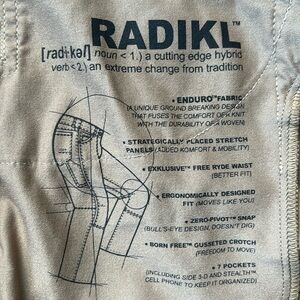 RADIKL™
[rad·i·kəl] noun < 1.) a cutting edge hybrid
verb < 2.) an extreme change from tradition
• ENDURO™FABRIC
(A UNIQUE GROUND BREAKING DESIGN
THAT FUSES THE COMFORT OF A KNIT
WITH THE DURABILITY OF A WOVEN)
• STRATEGICALLY PLACED STRETCH
PANELS (ADDED KOMFORT & MOBILITY)
• EXKLUSIVE™ FREE RYDE WAIST
(BETTER FIT)
• ERGONOMICALLY DESIGNED
FIT (MOVES LIKE YOU)
• ZERO-PIVOT™ SNAP
(BULL'S-EYE DESIGN, DOESN'T DIG)
• BORN FREE™ GUSSETED CROTCH
(FREEDOM TO MOVE)
• 7 POCKETS
(INCLUDING SIDE 3-D AND STEALTH™
CELL PHONE TO KEEP IT ORGANIZED)